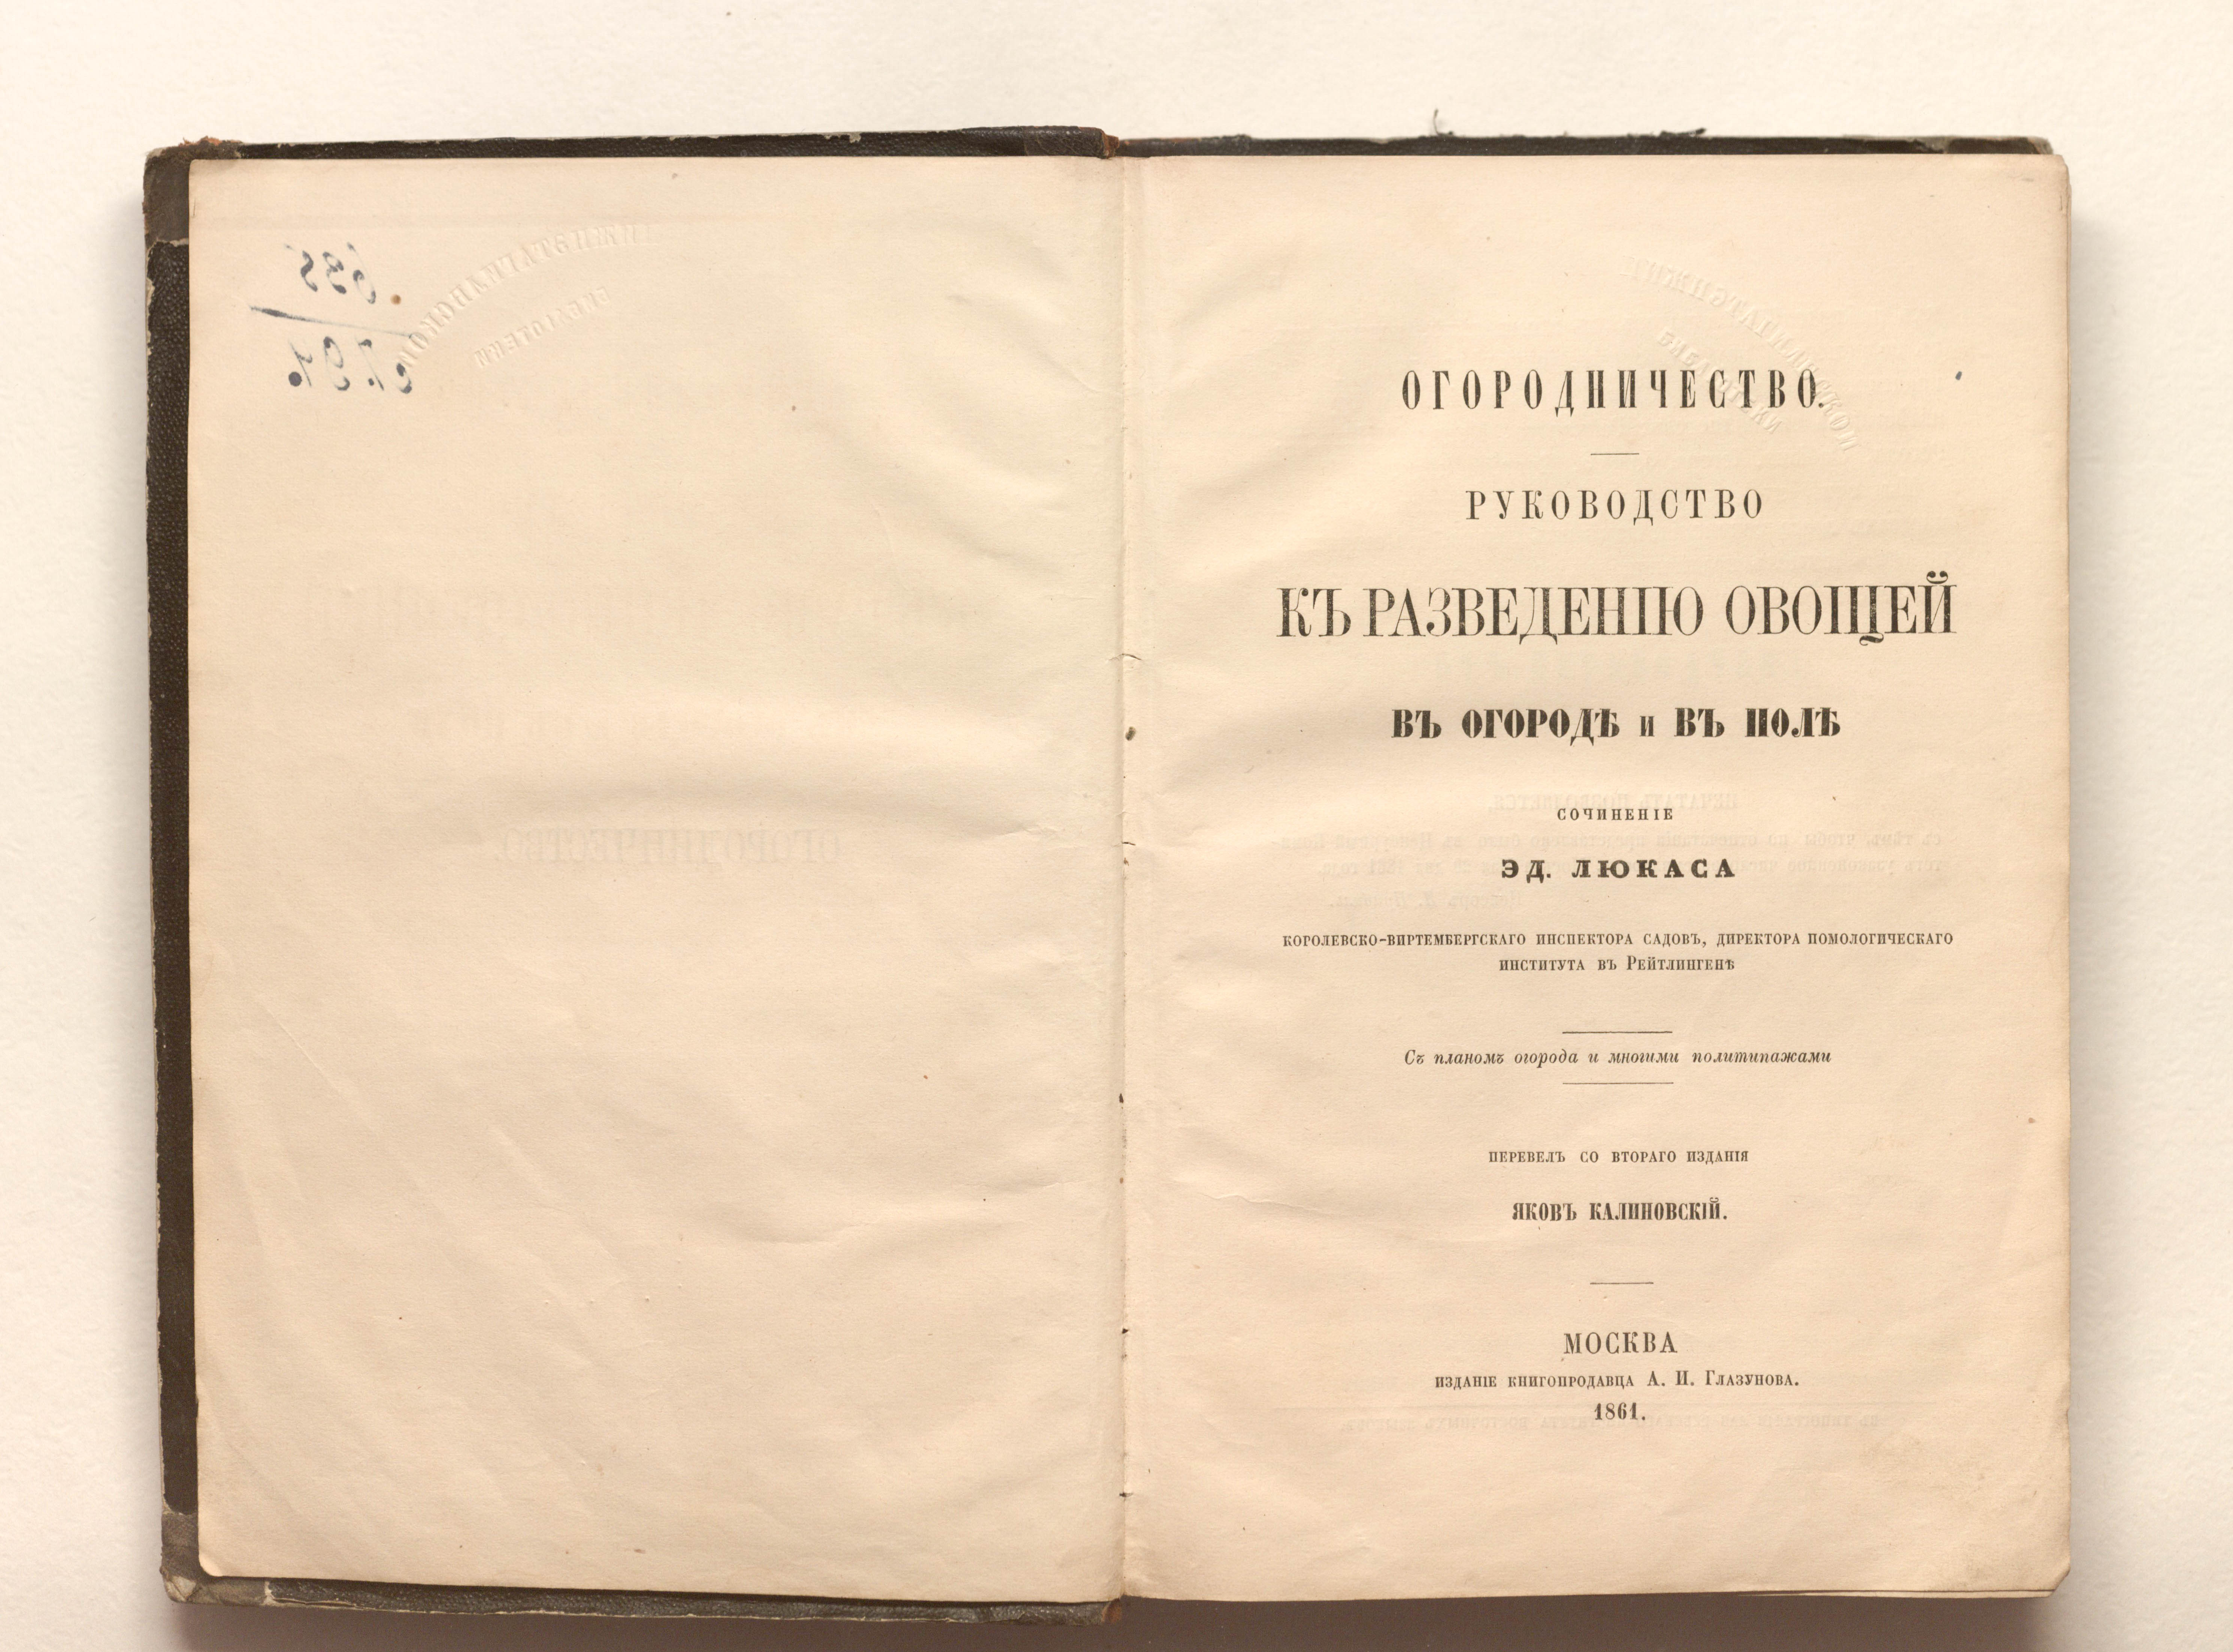 635
ОГОРОДНИЧЕСТВО.
РУКОВОДСТВО
КЪ РАЗВЕДЕНІЮ ОВОЩЕЙ
ВЪ ОГОРОДѢ и ВЪ ПОЛѢ
СОЧИНЕНІЕ
ЭД. ЛЮКАСА
КОРОЛЕВСКО-ВИРТЕМБЕРГСКАГО ИНСПЕКТОРА САДОВЪ, ДИРЕКТОРА ПОМОЛОГИЧЕСКАГО
ИНСТИТУТА ВЪ РЕЙТЛИНГЕНѢ
Съ планомъ огорода и многими политипажами
ПЕРЕВЕЛЪ СО ВТОРАГО ИЗДАНІЯ
ЯКОВЪ КАЛИНОВСКІЙ.
МОСКВА
ИЗДАНІЕ КНИГОПРОДАВЦА А. И. ГЛАЗУНОВА.
1861.